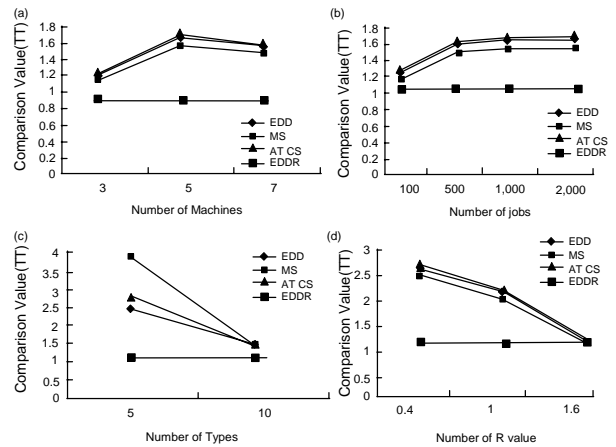 (a)
Comparison Value(TT)
1.8
1.6
1.4
1.2
1
0.8
0.6
0.4
0.2
0
EDD
MS
AT CS
EDDR
3 5 7
Number of Machines
(b)
Comparison Value(TT)
1.8
1.6
1.4
1.2
1
0.8
0.6
0.4
0.2
0
EDD
MS
AT CS
EDDR
100 500 1,000 2,000
Number of jobs
(c)
Comparison Value(TT)
4
3.5
3
2.5
2
1.5
1
0.5
0
EDD
MS
AT CS
EDDR
5 10
Number of Types
(d)
Comparison Value(TT)
3
2.5
2
1.5
1
0.5
0
EDD
MS
AT CS
EDDR
0.4 1 1.6
Number of R value